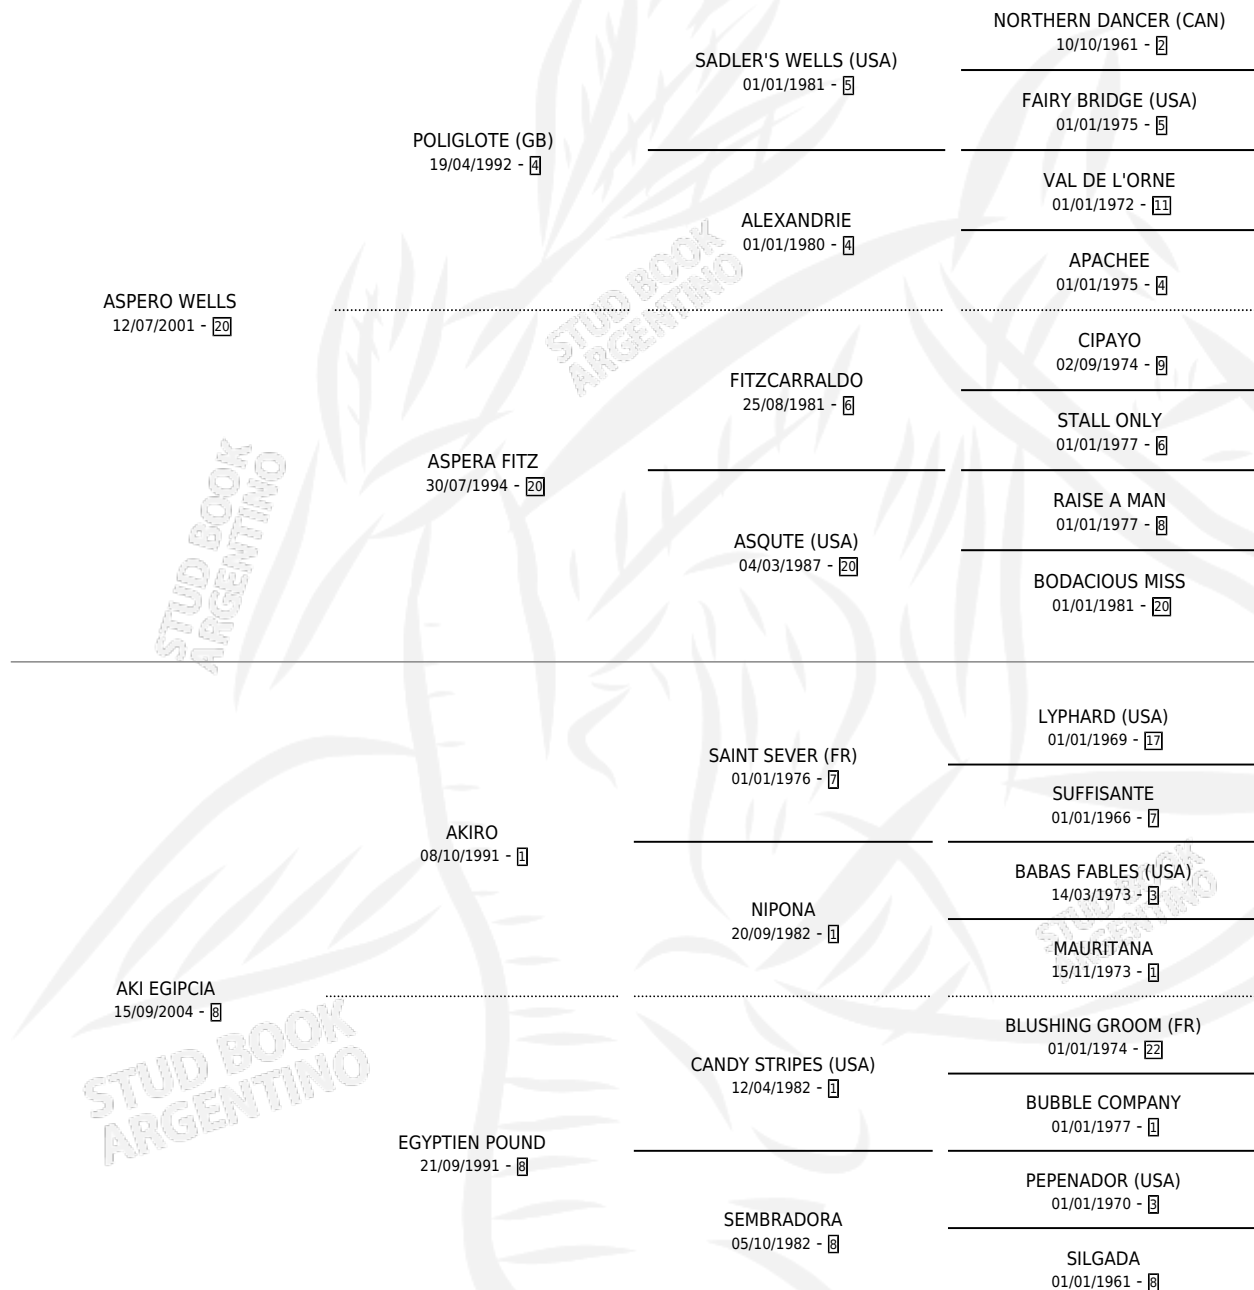 NORTHERN DANCER (CAN)
10/10/1961 - 2
SADLER'S WELLS (USA)
01/01/1981 - 5
FAIRY BRIDGE (USA)
01/01/1975 - 5
POLIGLOTE (GB)
19/04/1992 - 4
VAL DE L'ORNE
01/01/1972 - 11
ALEXANDRIE
01/01/1980 - 4
APACHEE
01/01/1975 - 4
ASPERO WELLS
12/07/2001 - 20
CIPAYO
02/09/1974 - 9
FITZCARRALDO
25/08/1981 - 6
STALL ONLY
01/01/1977 - 6
ASPERA FITZ
30/07/1994 - 20
RAISE A MAN
01/01/1977 - 8
ASQUTE (USA)
04/03/1987 - 20
BODACIOUS MISS
01/01/1981 - 20
LYPHARD (USA)
01/01/1969 - 17
SAINT SEVER (FR)
01/01/1976 - 7
SUFFISANTE
01/01/1966 - 7
AKIRO
08/10/1991 - 1
BABAS FABLES (USA)
14/03/1973 - 3
NIPONA
20/09/1982 - 1
MAURITANA
15/11/1973 - 1
AKI EGIPCIA
15/09/2004 - 8
BLUSHING GROOM (FR)
01/01/1974 - 22
CANDY STRIPES (USA)
12/04/1982 - 1
BUBBLE COMPANY
01/01/1977 - 1
EGYPTIEN POUND
21/09/1991 - 8
PEPENADOR (USA)
01/01/1970 - 3
SEMBRADORA
05/10/1982 - 8
SILGADA
01/01/1961 - 8
STUD BOOK
ARGENTINO
STUD BOOK
ARGENTINO
STUD BOOK
ARGENTINO
STUD BOOK
ARGENTINO